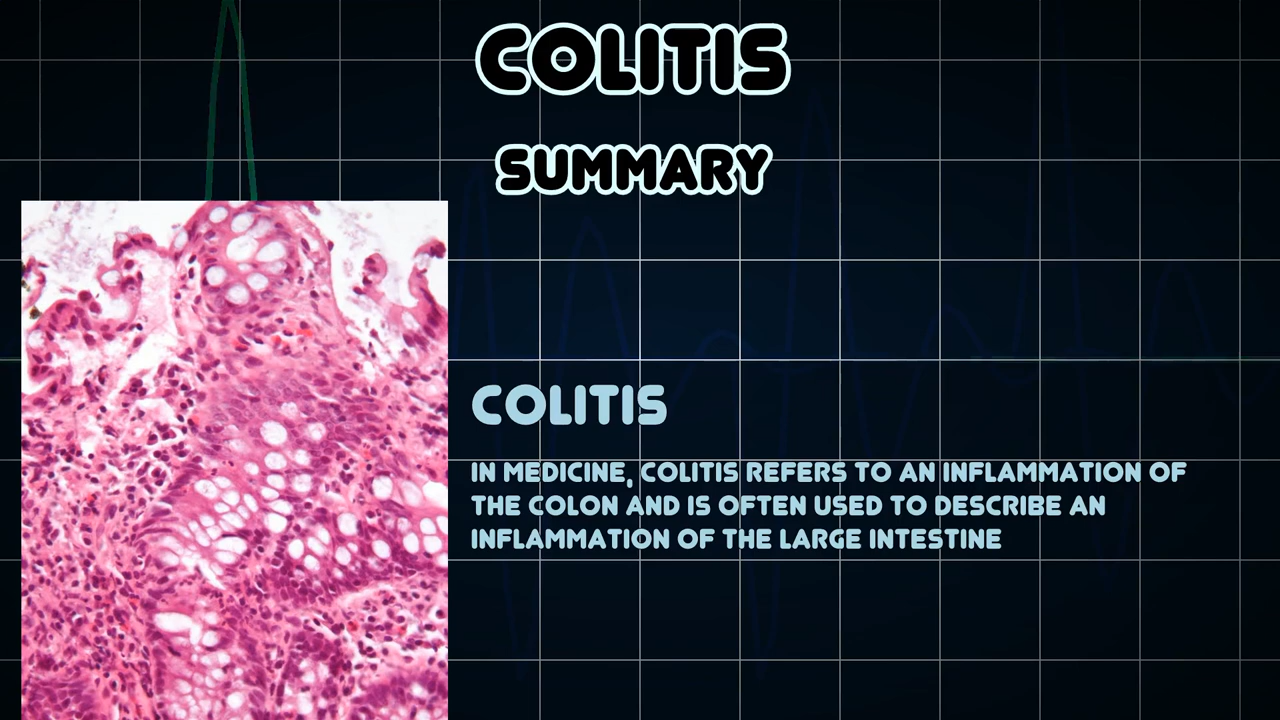 COLITIS
SUMMARY
COLITIS
IN MEDICINE, COLITIS REFERS TO AN INFLAMMATION OF
THE COLON AND IS OFTEN USED TO DESCRIBE AN
INFLAMMATION OF THE LARGE INTESTINE